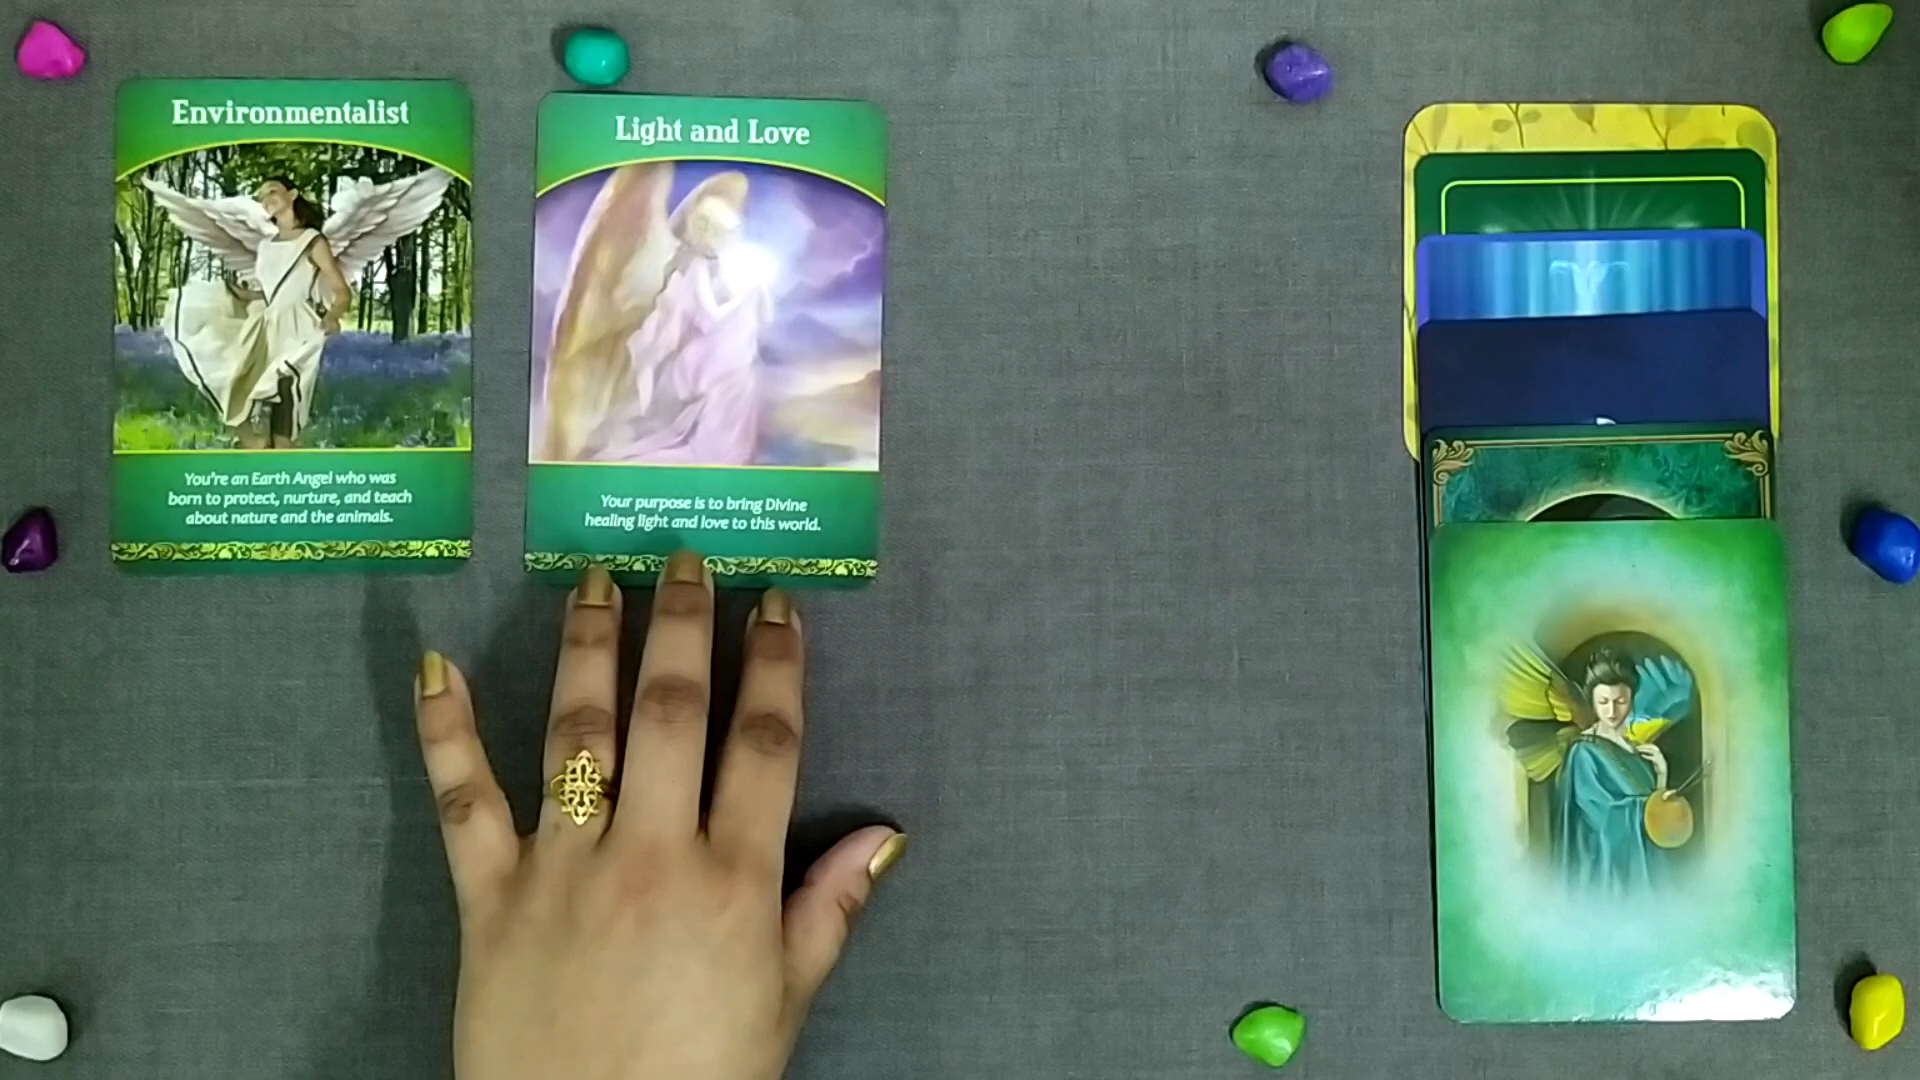 Environmentalist
You're an Earth Angel who was
born to protect, nurture, and teach
about nature and the animals.
Light and Love
Your purpose is to bring Divine
healing light and love to this world.